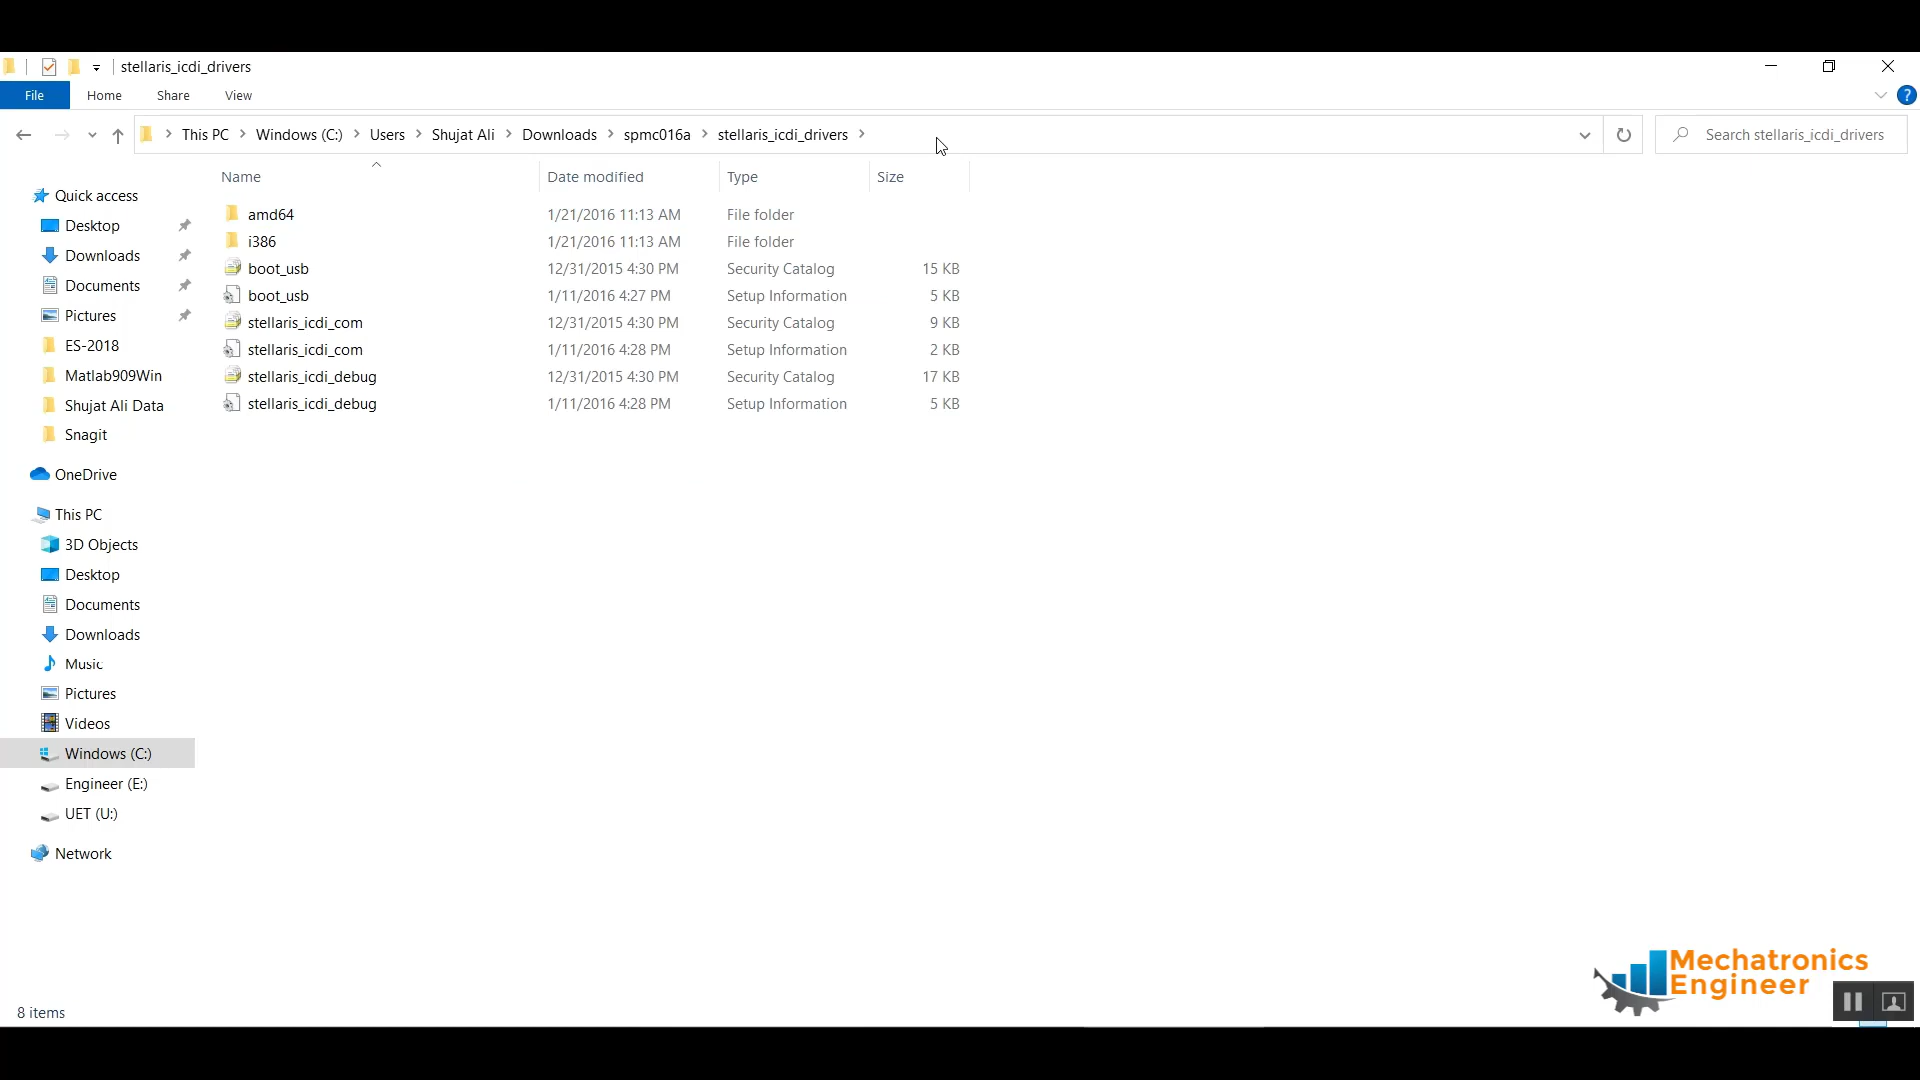 stellaris_icdi_drivers
File Home Share View
This PC Windows (C:) Users Shujat Ali Downloads spmc016a stellaris_icdi_drivers Search stellaris_icdi_drivers
Name Date modified Type Size
Quick access
Desktop
Downloads
Documents
Pictures
ES-2018
Matlab909Win
Shujat Ali Data
Snagit
OneDrive
This PC
3D Objects
Desktop
Documents
Downloads
Music
Pictures
Videos
Windows (C:)
Engineer (E:)
UET (U:)
Network
amd64 1/21/2016 11:13 AM File folder
i386 1/21/2016 11:13 AM File folder
boot_usb 12/31/2015 4:30 PM Security Catalog 15 KB
boot_usb 1/11/2016 4:27 PM Setup Information 5 KB
stellaris_icdi_com 12/31/2015 4:30 PM Security Catalog 9 KB
stellaris_icdi_com 1/11/2016 4:28 PM Setup Information 2 KB
stellaris_icdi_debug 12/31/2015 4:30 PM Security Catalog 17 KB
stellaris_icdi_debug 1/11/2016 4:28 PM Setup Information 5 KB
Mechatronics
Engineer
8 items